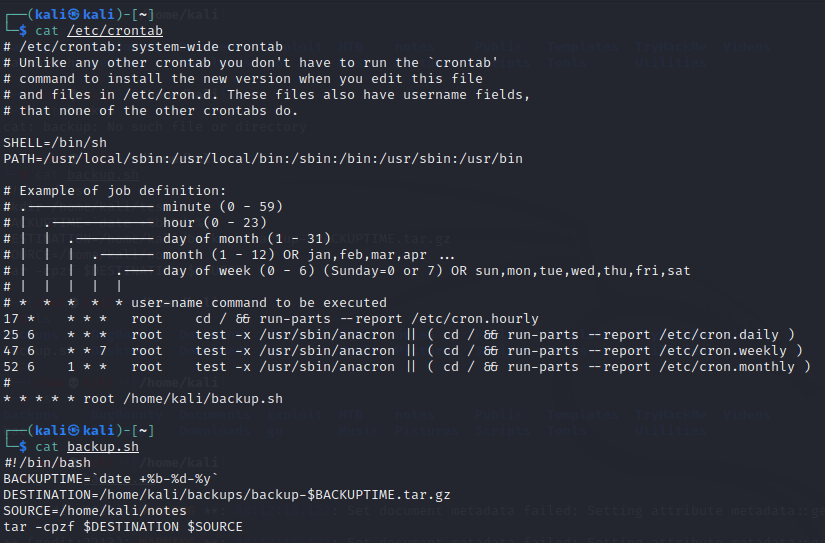 ┌──(kali㉿kali)-[~]
└─$ cat /etc/crontab
# /etc/crontab: system-wide crontab
# Unlike any other crontab you don't have to run the `crontab'
# command to install the new version when you edit this file
# and files in /etc/cron.d. These files also have username fields,
# that none of the other crontabs do.

SHELL=/bin/sh
PATH=/usr/local/sbin:/usr/local/bin:/sbin:/bin:/usr/sbin:/usr/bin

# Example of job definition:
# .---------------- minute (0 - 59)
# |  .------------- hour (0 - 23)
# |  |  .---------- day of month (1 - 31)
# |  |  |  .------- month (1 - 12) OR jan,feb,mar,apr ...
# |  |  |  |  .---- day of week (0 - 6) (Sunday=0 or 7) OR sun,mon,tue,wed,thu,fri,sat
# |  |  |  |  |
# *  *  *  *  * user-name command to be executed
17 *    * * *   root    cd / && run-parts --report /etc/cron.hourly
25 6    * * *   root    test -x /usr/sbin/anacron || ( cd / && run-parts --report /etc/cron.daily )
47 6    * * 7   root    test -x /usr/sbin/anacron || ( cd / && run-parts --report /etc/cron.weekly )
52 6    1 * *   root    test -x /usr/sbin/anacron || ( cd / && run-parts --report /etc/cron.monthly )
#
* * * * * root /home/kali/backup.sh

┌──(kali㉿kali)-[~]
└─$ cat backup.sh
#!/bin/bash
BACKUPTIME=`date +%b-%d-%y`
DESTINATION=/home/kali/backups/backup-$BACKUPTIME.tar.gz
SOURCE=/home/kali/notes
tar -cpzf $DESTINATION $SOURCE